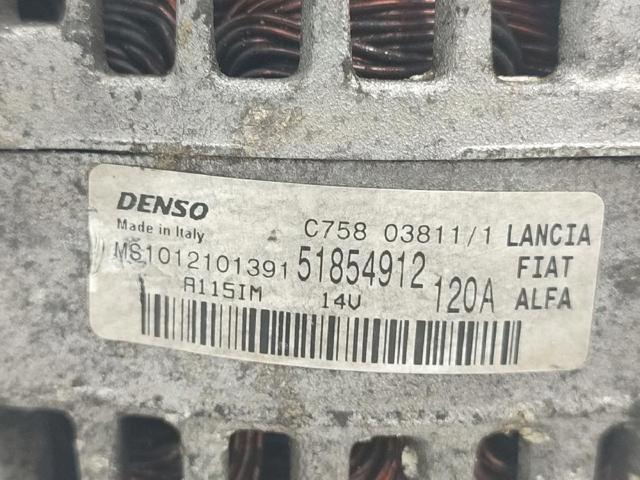 DENSO
Made in Italy
C758 03811/1 LANCIA
MS1012101391 51854912 FIAT
A115IM 14V 120A ALFA